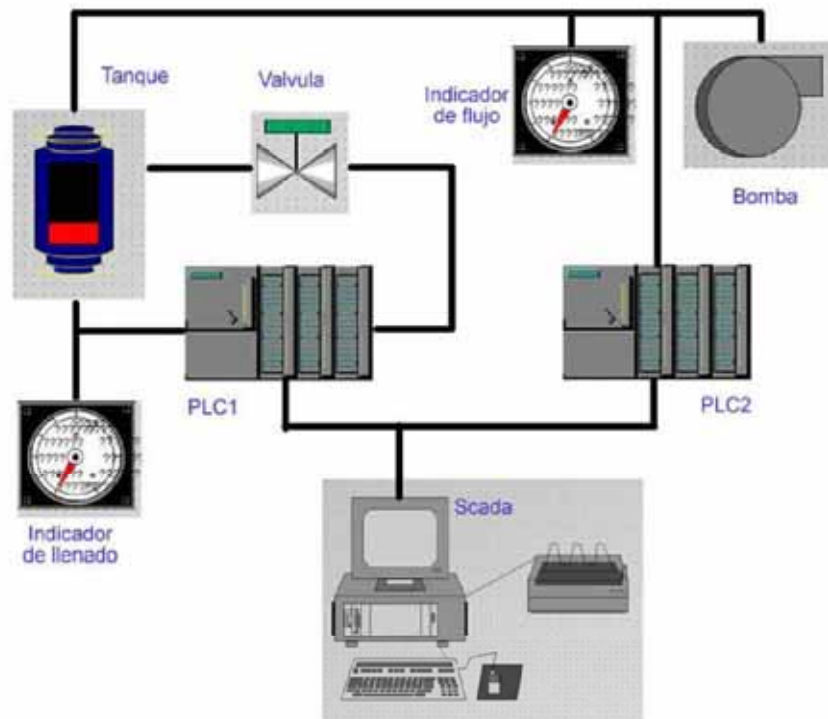 Tanque
Valvula
Indicador
de flujo
Bomba
PLC1
PLC2
Indicador
de llenado
Scada